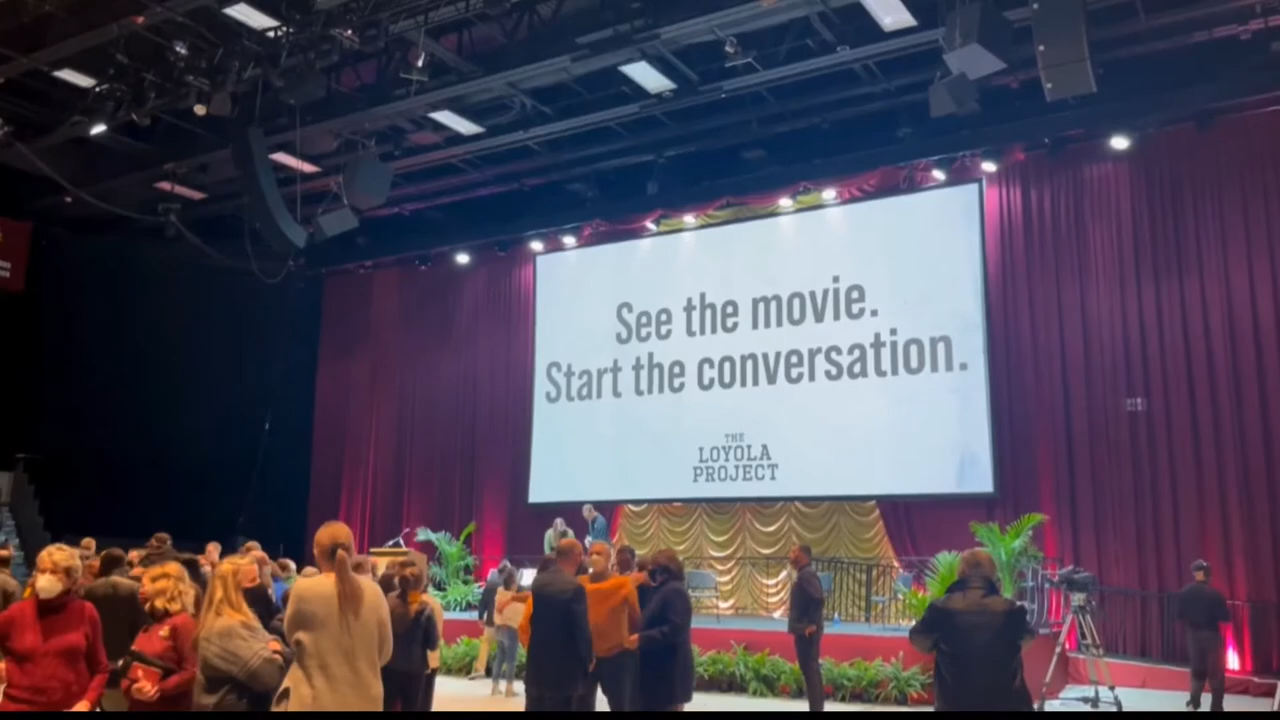 See the movie.
Start the conversation.
THE
LOYOLA
PROJECT